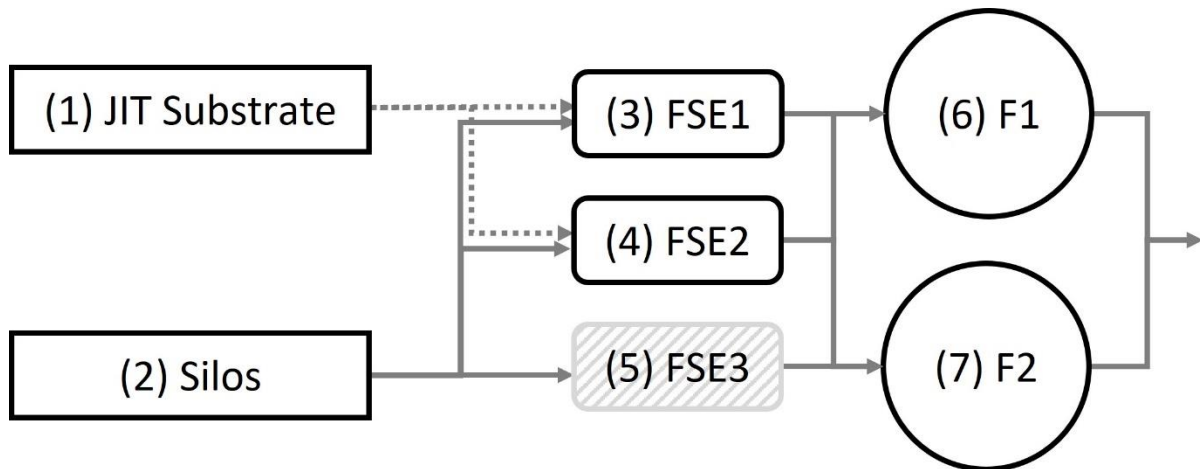 (1) JIT Substrate
(3) FSE1
(6) F1
(4) FSE2
(2) Silos
(5) FSE3
(7) F2